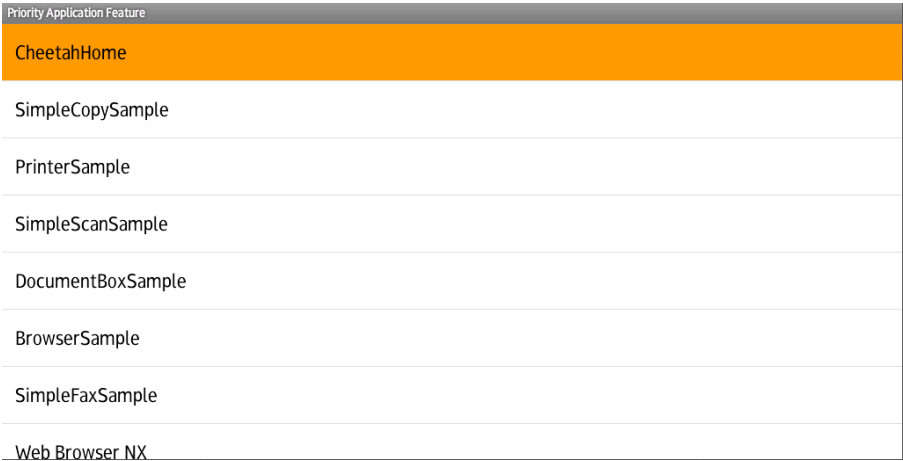 Priority Application Feature
CheetahHome
SimpleCopySample
PrinterSample
SimpleScanSample
DocumentBoxSample
BrowserSample
SimpleFaxSample
Web Browser NX